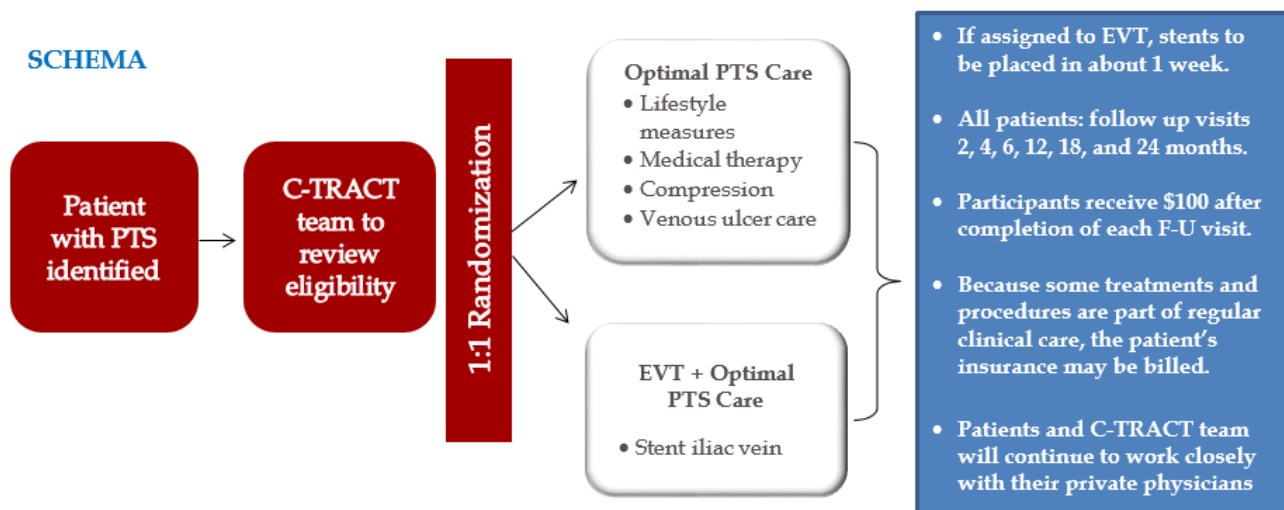 SCHEMA
Patient
with PTS
identified
C-TRACT
team to
review
eligibility
1:1 Randomization
Optimal PTS Care
• Lifestyle
measures
• Medical therapy
• Compression
• Venous ulcer care
EVT + Optimal
PTS Care
• Stent iliac vein
• If assigned to EVT, stents to
be placed in about 1 week.
• All patients: follow up visits
2, 4, 6, 12, 18, and 24 months.
• Participants receive $100 after
completion of each F-U visit.
• Because some treatments and
procedures are part of regular
clinical care, the patient's
insurance may be billed.
• Patients and C-TRACT team
will continue to work closely
with their private physicians